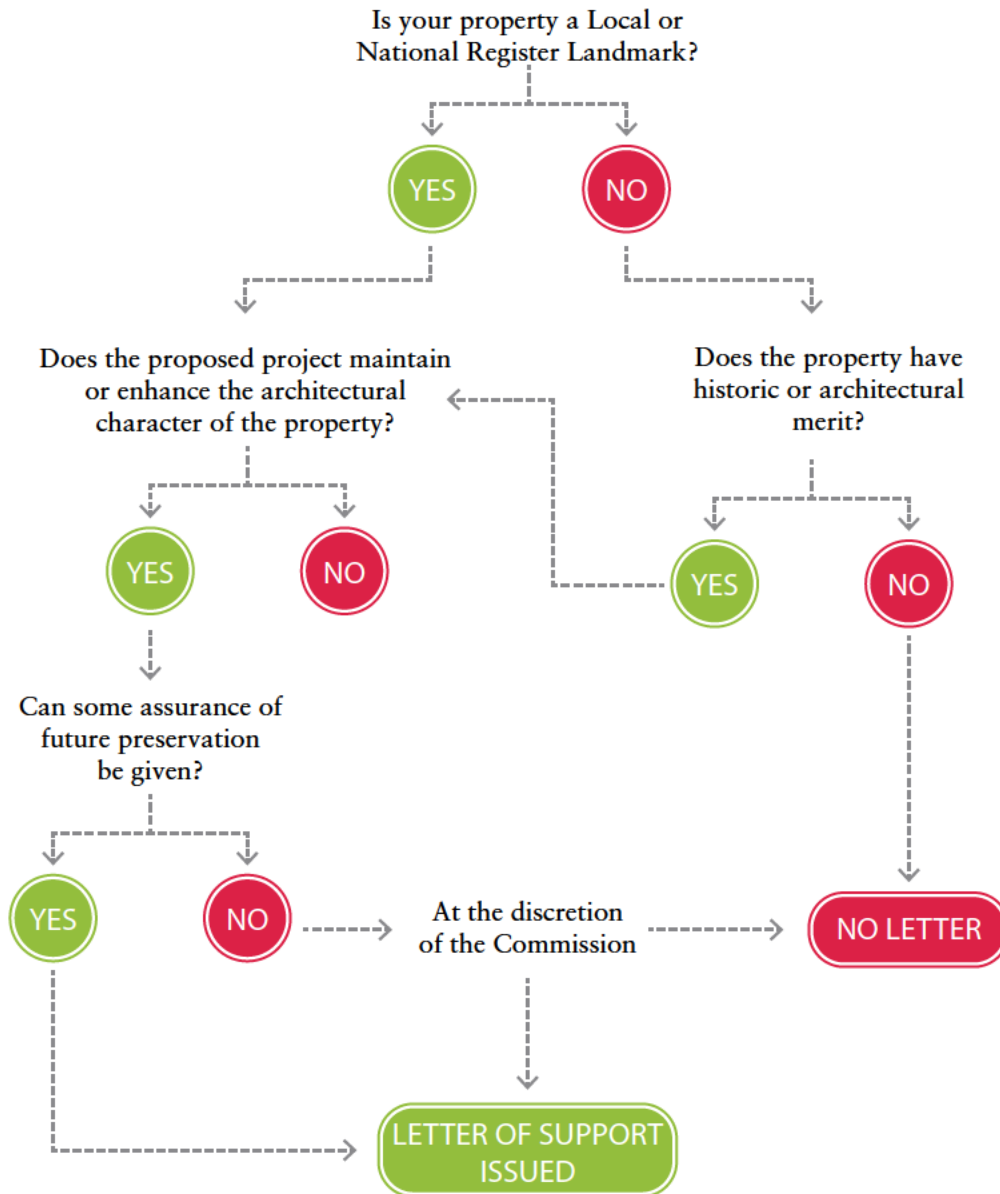 Is your property a Local or
National Register Landmark?
YES
NO
Does the proposed project maintain
or enhance the architectural
character of the property?
Does the property have
historic or architectural
merit?
YES
NO
YES
NO
Can some assurance of
future preservation
be given?
YES
NO
At the discretion
of the Commission
NO LETTER
LETTER OF SUPPORT
ISSUED